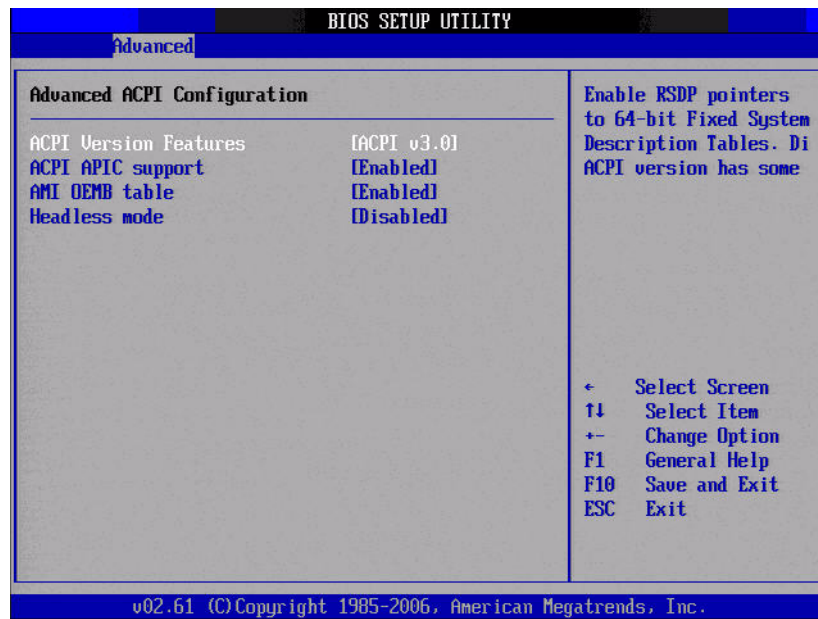 BIOS SETUP UTILITY
Advanced
Advanced ACPI Configuration
ACPI Version Features [ACPI v3.0]
ACPI APIC support [Enabled]
AMI OEMB table [Enabled]
Headless mode [Disabled]
Enable RSDP pointers
to 64-bit Fixed System
Description Tables. Di
ACPI version has some
← Select Screen
↑↓ Select Item
+- Change Option
F1 General Help
F10 Save and Exit
ESC Exit
v02.61 (C)Copyright 1985-2006, American Megatrends, Inc.